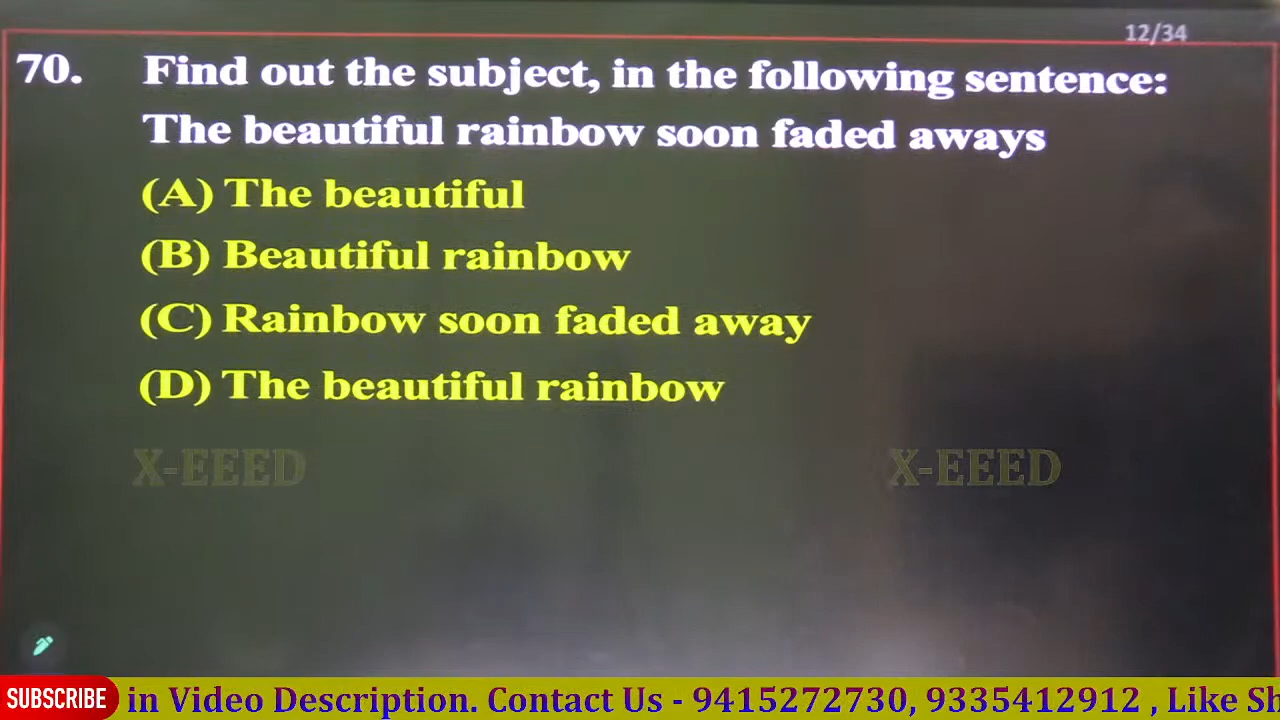 12/34
70. Find out the subject, in the following sentence:
The beautiful rainbow soon faded aways
(A) The beautiful
(B) Beautiful rainbow
(C) Rainbow soon faded away
(D) The beautiful rainbow
X-EEED X-EEED
SUBSCRIBE in Video Description. Contact Us - 9415272730, 9335412912 , Like Sh